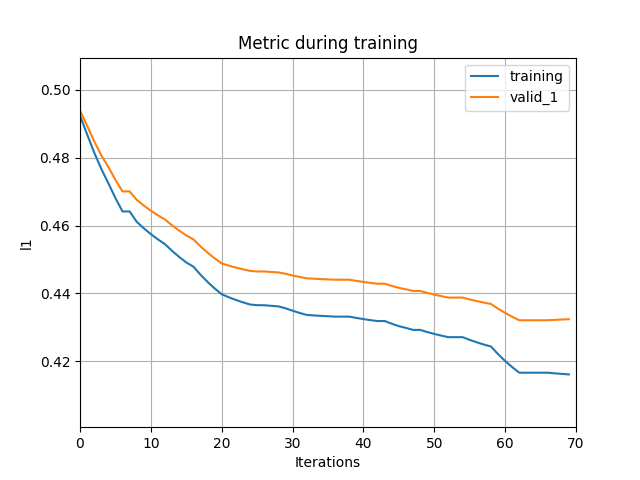 Metric during training
training
valid_1
0.50
0.48
0.46
0.44
0.42
l1
0 10 20 30 40 50 60 70
Iterations